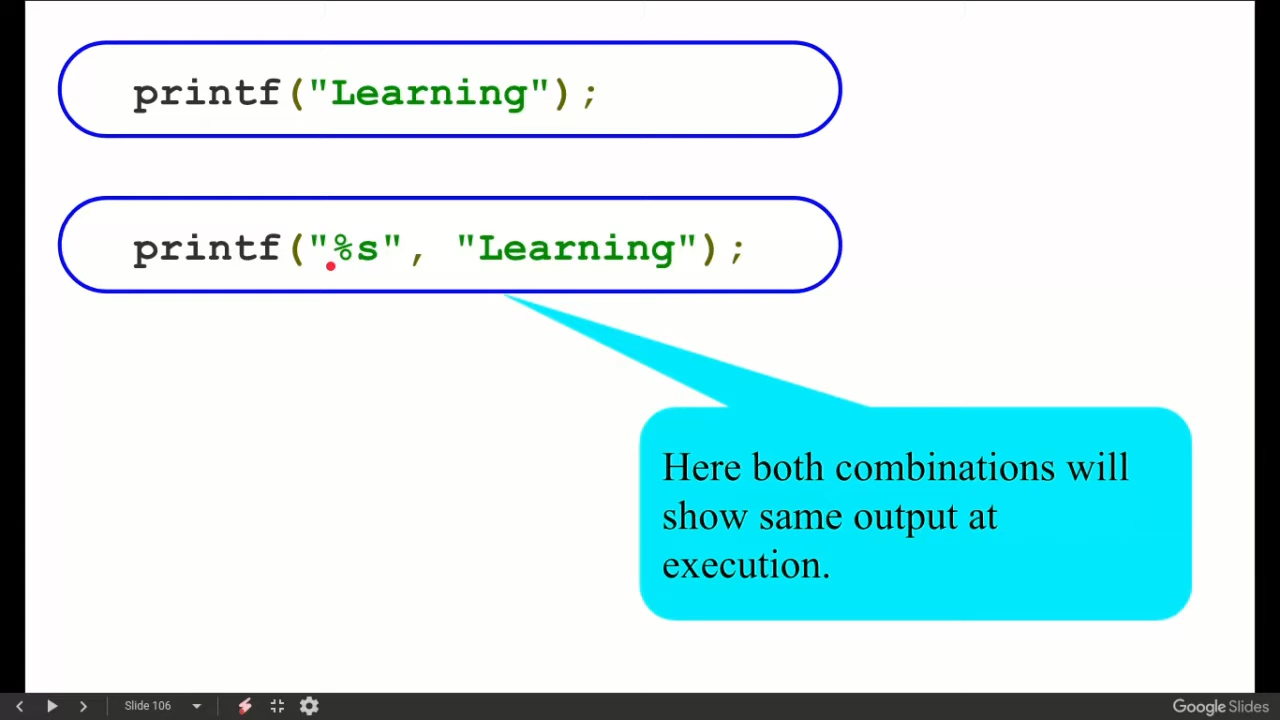 printf("Learning");
printf("%s", "Learning");
Here both combinations will
show same output at
execution.
Slide 106
Google Slides